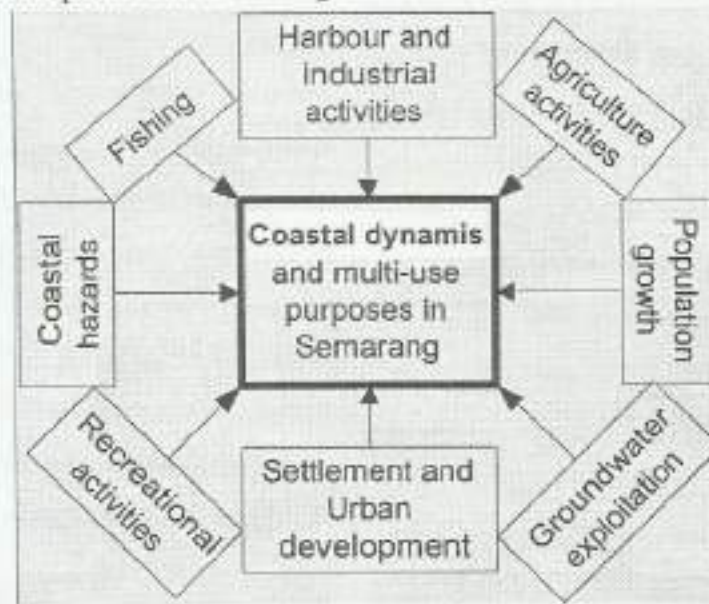 Harbour and
industrial
activities
Fishing
Agriculture
activities
Coastal
hazards
Coastal dynamis
and multi-use
purposes in
Semarang
Population
growth
Recreational
activities
Settlement and
Urban
development
Groundwater
exploitation